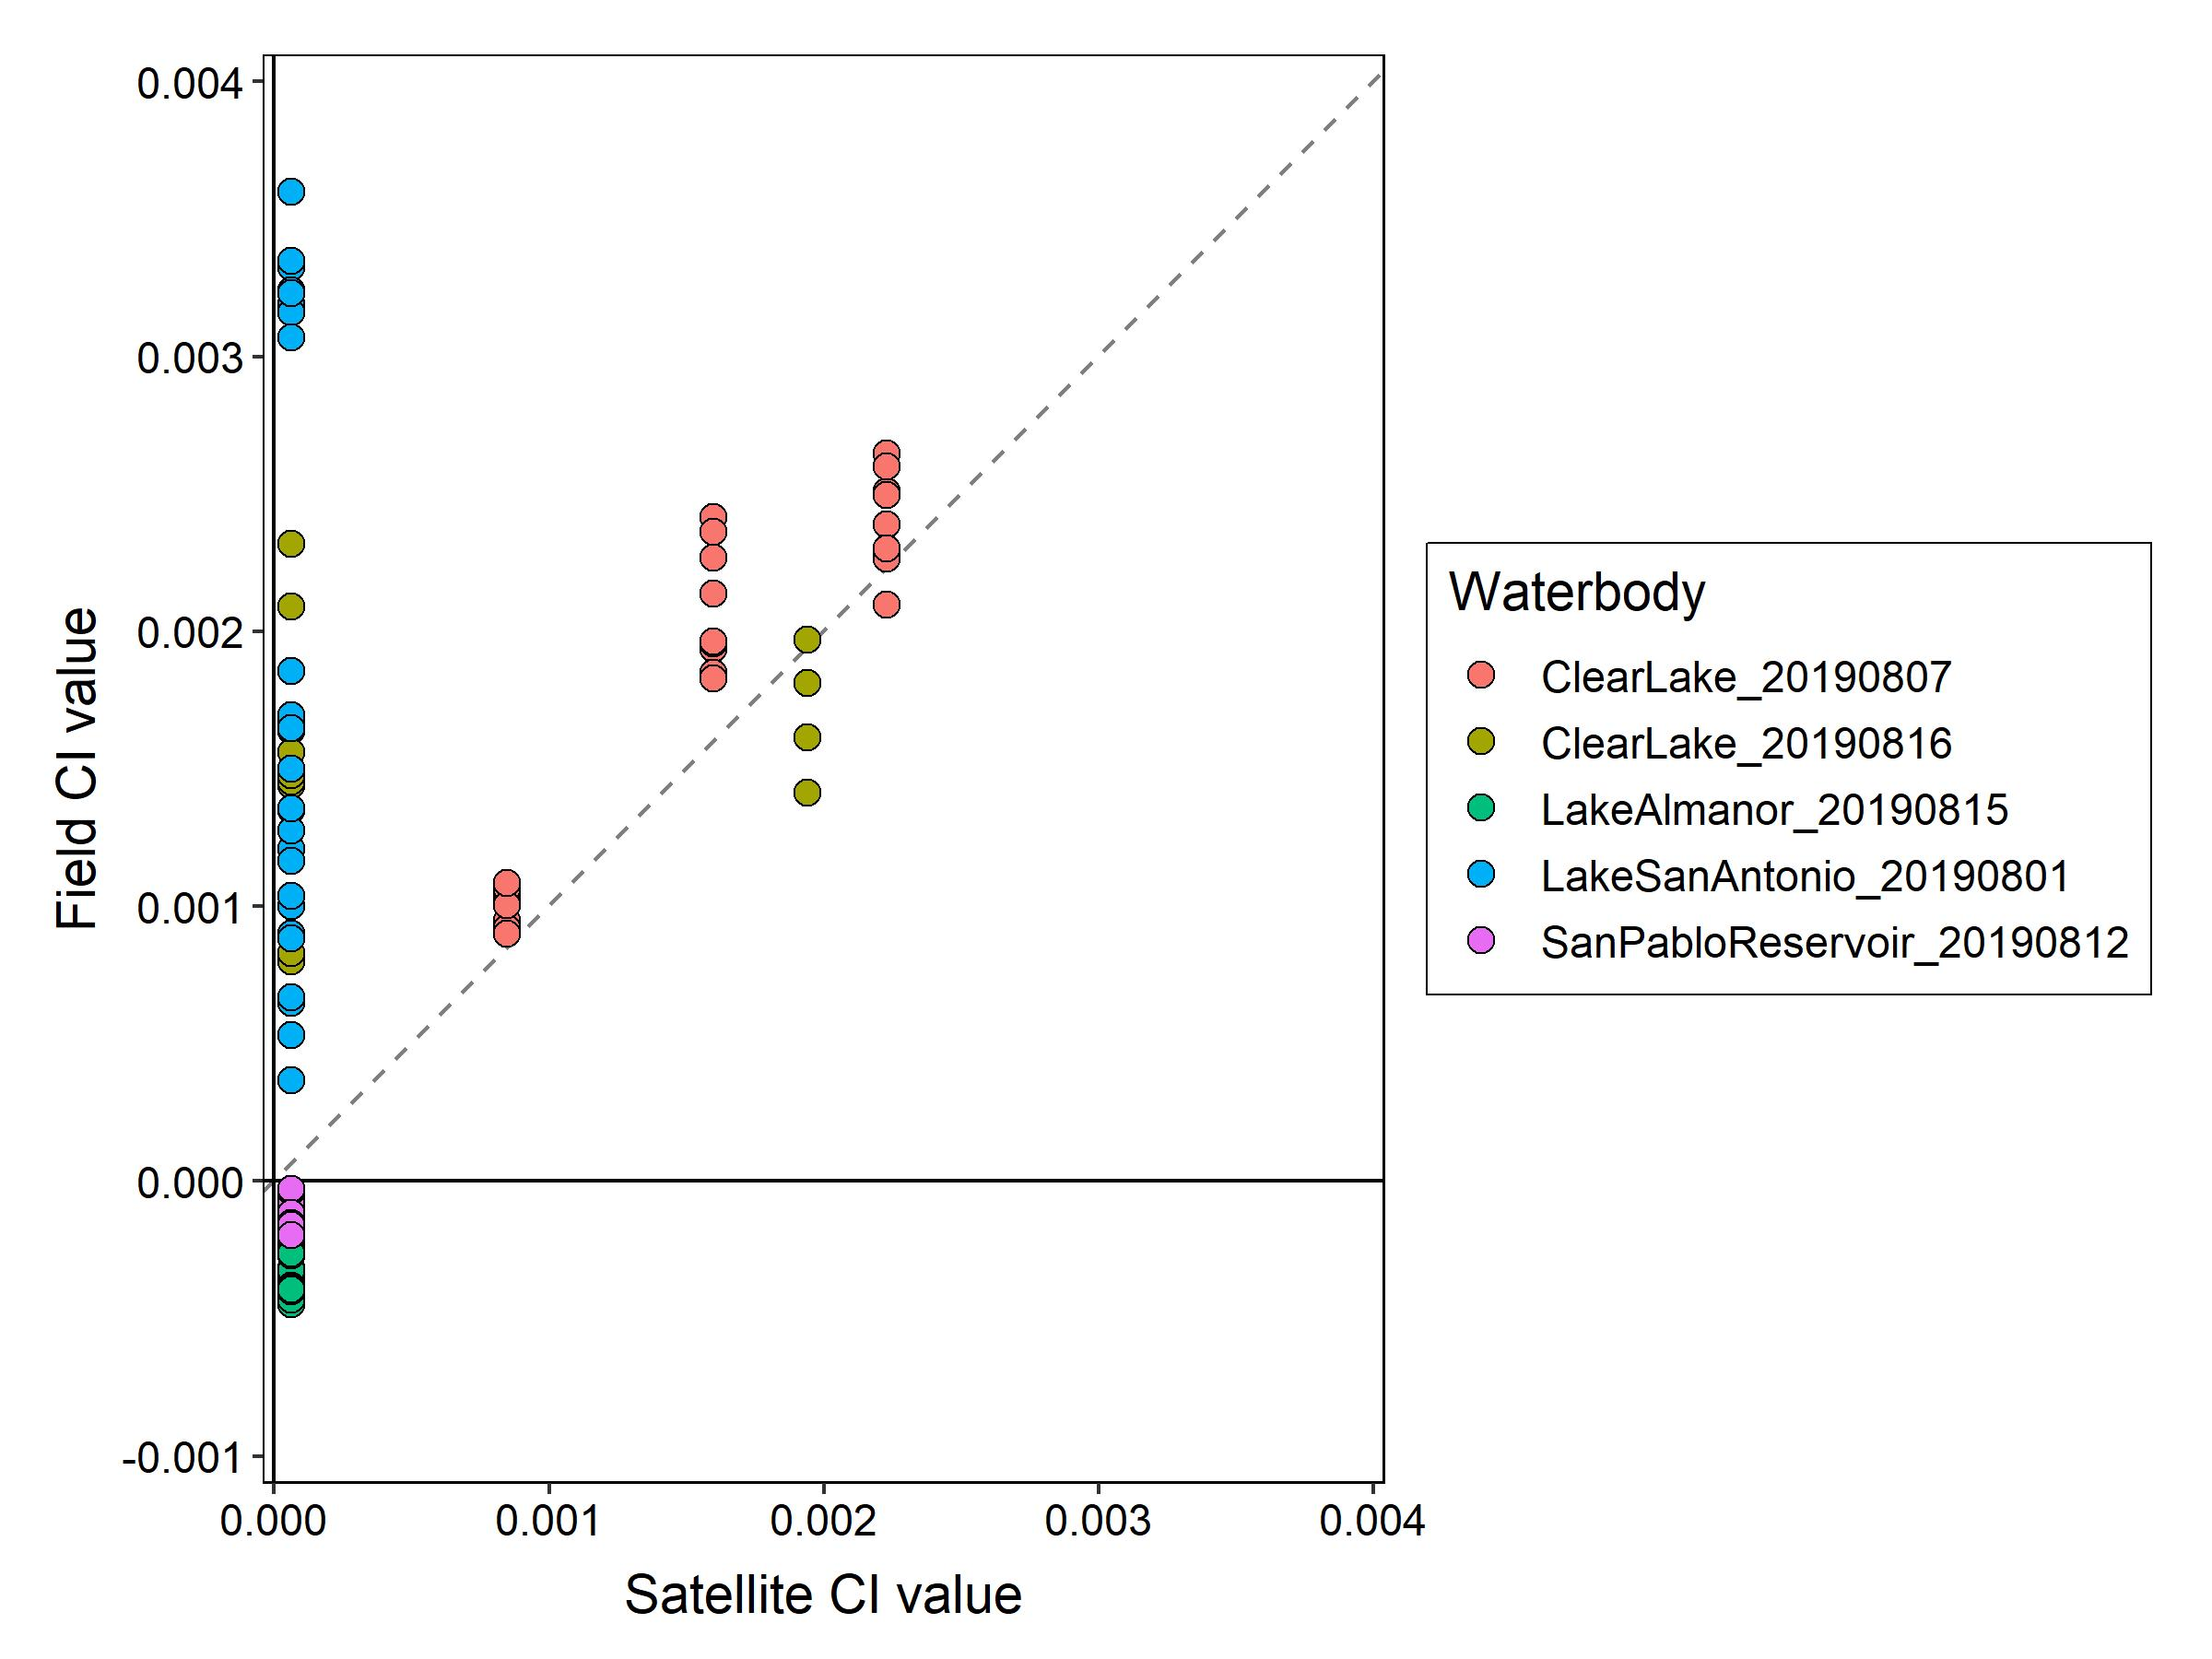 0.004
0.003
0.002
0.001
0.000
-0.001
Field CI value
0.000 0.001 0.002 0.003 0.004
Satellite CI value
Waterbody
ClearLake_20190807
ClearLake_20190816
LakeAlmanor_20190815
LakeSanAntonio_20190801
SanPabloReservoir_20190812